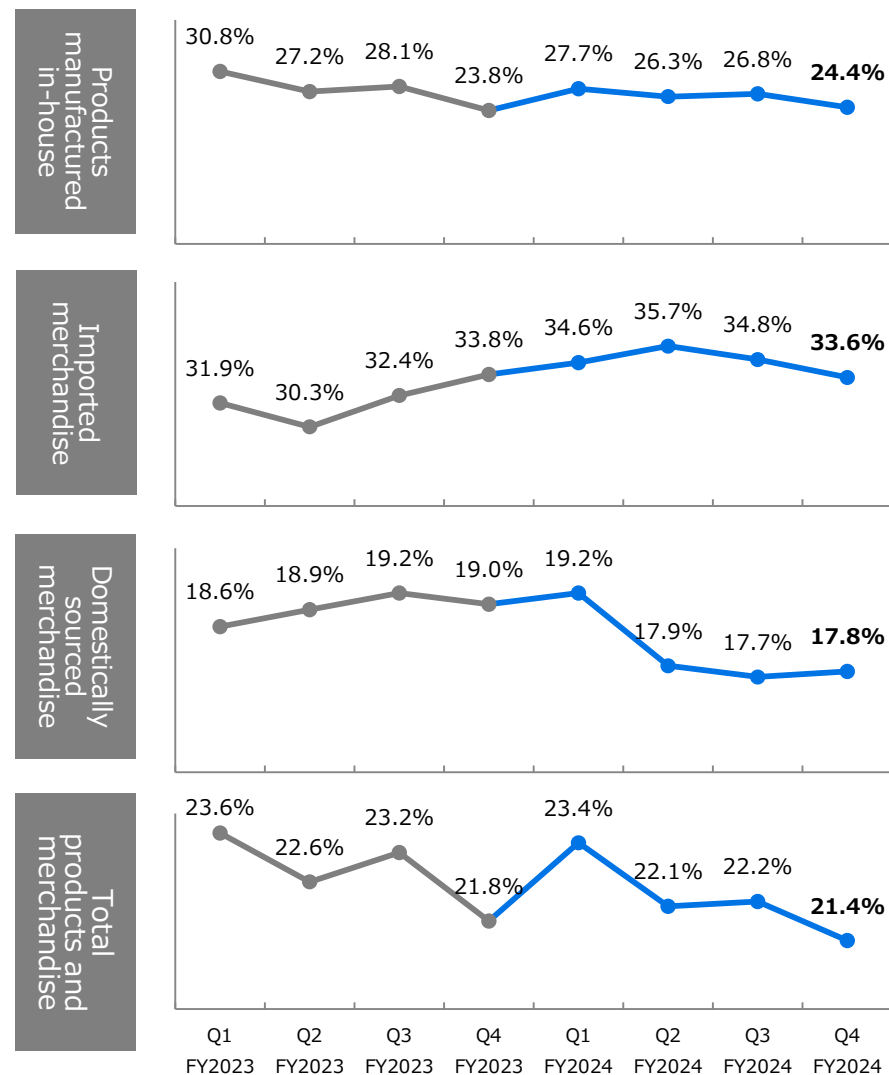 Products
manufactured
in-house
30.8%
27.2%
28.1%
23.8%
27.7%
26.3%
26.8%
24.4%
Imported
merchandise
31.9%
30.3%
32.4%
33.8%
34.6%
35.7%
34.8%
33.6%
Domestically
sourced
merchandise
18.6%
18.9%
19.2%
19.0%
19.2%
17.9%
17.7%
17.8%
Total
products and
merchandise
23.6%
22.6%
23.2%
21.8%
23.4%
22.1%
22.2%
21.4%
Q1
FY2023
Q2
FY2023
Q3
FY2023
Q4
FY2023
Q1
FY2024
Q2
FY2024
Q3
FY2024
Q4
FY2024